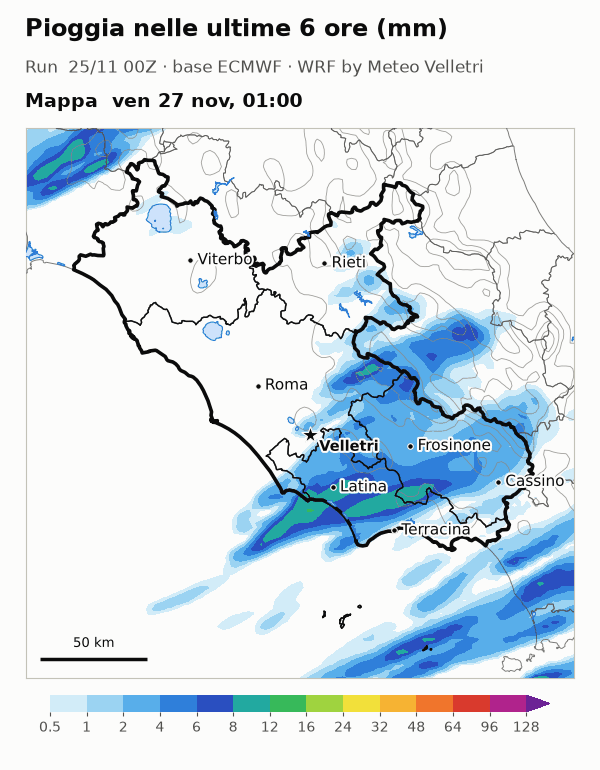 Pioggia nelle ultime 6 ore (mm)
Run  25/11 00Z · base ECMWF · WRF by Meteo Velletri
Mappa  ven 27 nov, 01:00
Viterbo
Rieti
Roma
Velletri
Frosinone
Latina
Cassino
Terracina
50 km
0.5 1 2 4 6 8 12 16 24 32 48 64 96 128